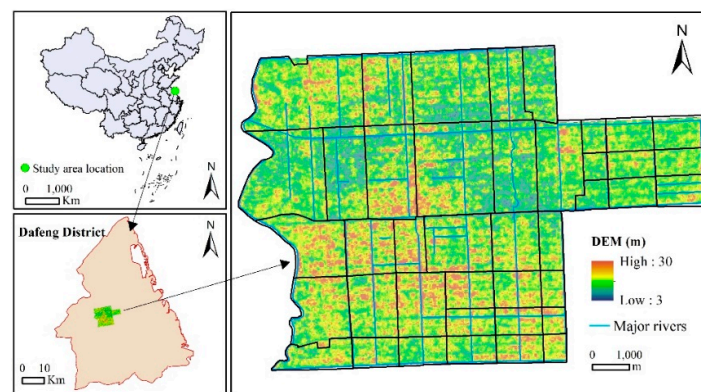 N
Study area location
0 1,000
Km
Dafeng District
N
0 10
Km
N
DEM (m)
High : 30
Low : 3
Major rivers
0 1,000
m